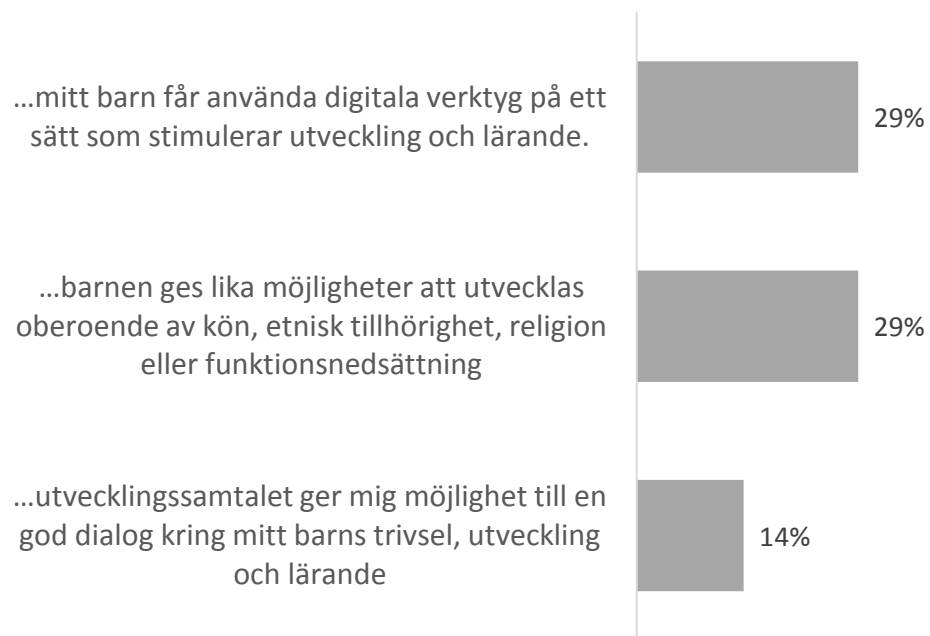 …mitt barn får använda digitala verktyg på ett
sätt som stimulerar utveckling och lärande.
29%
…barnen ges lika möjligheter att utvecklas
oberoende av kön, etnisk tillhörighet, religion
eller funktionsnedsättning
29%
…utvecklingssamtalet ger mig möjlighet till en
god dialog kring mitt barns trivsel, utveckling
och lärande
14%